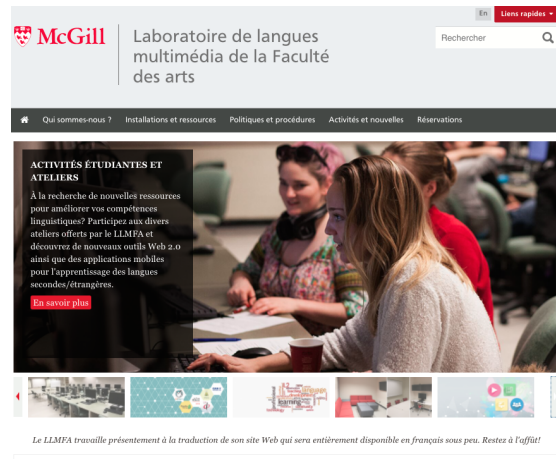 En
Liens rapides
McGill
Laboratoire de langues
multimédia de la Faculté
des arts
Rechercher
Qui sommes-nous ?
Installations et ressources
Politiques et procédures
Activités et nouvelles
Réservations
ACTIVITÉS ÉTUDIANTES ET
ATELIERS
À la recherche de nouvelles ressources
pour améliorer vos compétences
linguistiques? Participez aux divers
ateliers offerts par le LLMFA et
découvrez de nouveaux outils Web 2.0
ainsi que des applications mobiles
pour l'apprentissage des langues
secondes/étrangères.
En savoir plus
learning
Le LLMFA travaille présentement à la traduction de son site Web qui sera entièrement disponible en français sous peu. Restez à l'affût!